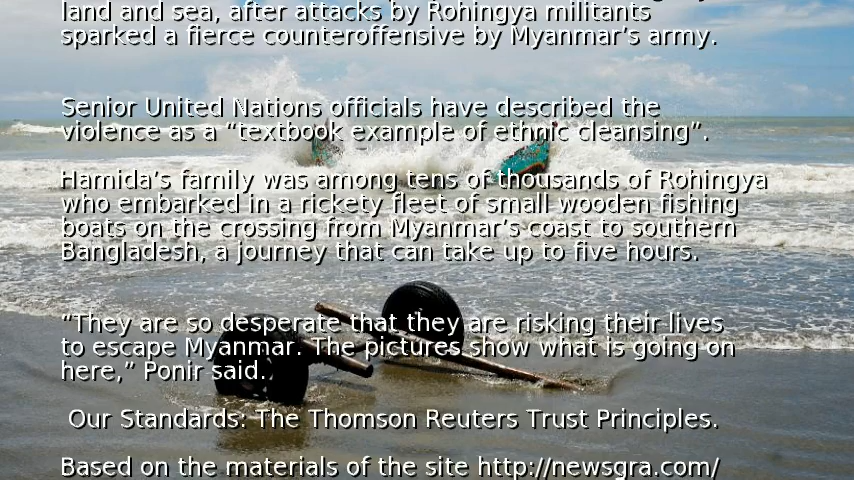 land and sea, after attacks by Rohingya militants
sparked a fierce counteroffensive by Myanmar’s army.
Senior United Nations officials have described the
violence as a “textbook example of ethnic cleansing”.
Hamida’s family was among tens of thousands of Rohingya
who embarked in a rickety fleet of small wooden fishing
boats on the crossing from Myanmar’s coast to southern
Bangladesh, a journey that can take up to five hours.
“They are so desperate that they are risking their lives
to escape Myanmar. The pictures show what is going on
here,” Ponir said.
Our Standards: The Thomson Reuters Trust Principles.
Based on the materials of the site http://newsgra.com/